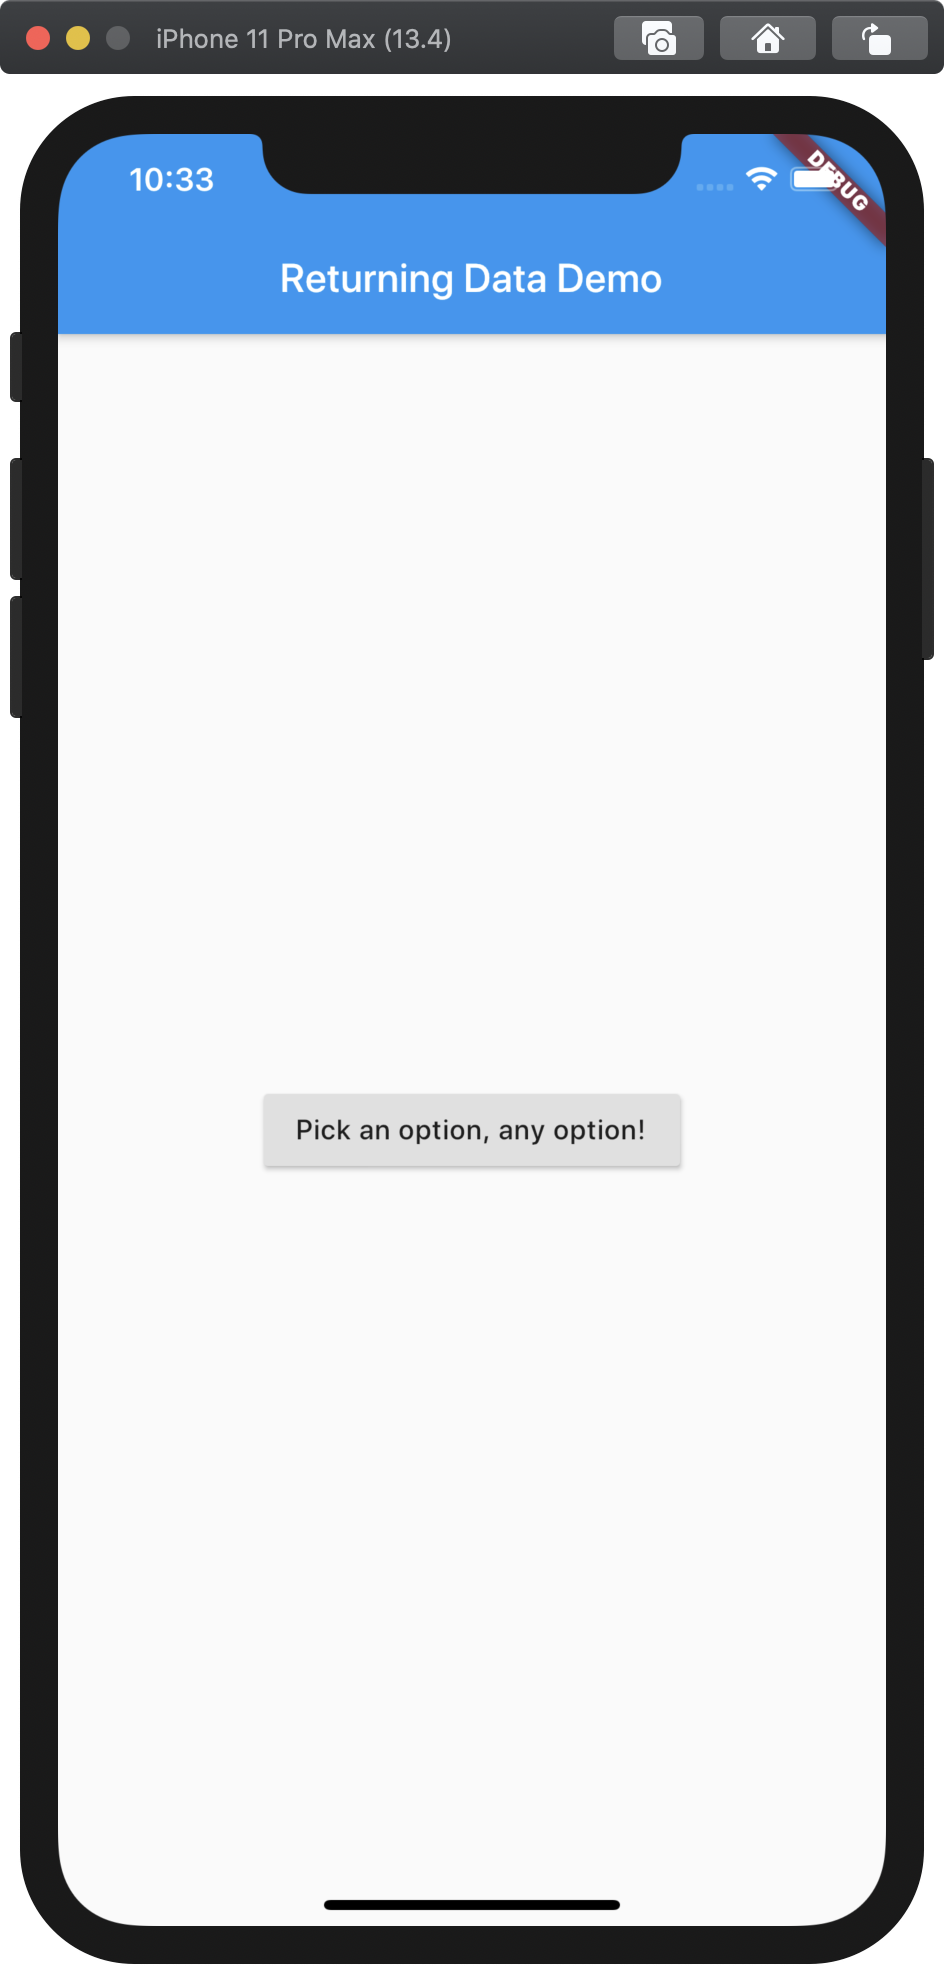 iPhone 11 Pro Max (13.4)
10:33
DEBUG
Returning Data Demo
Pick an option, any option!